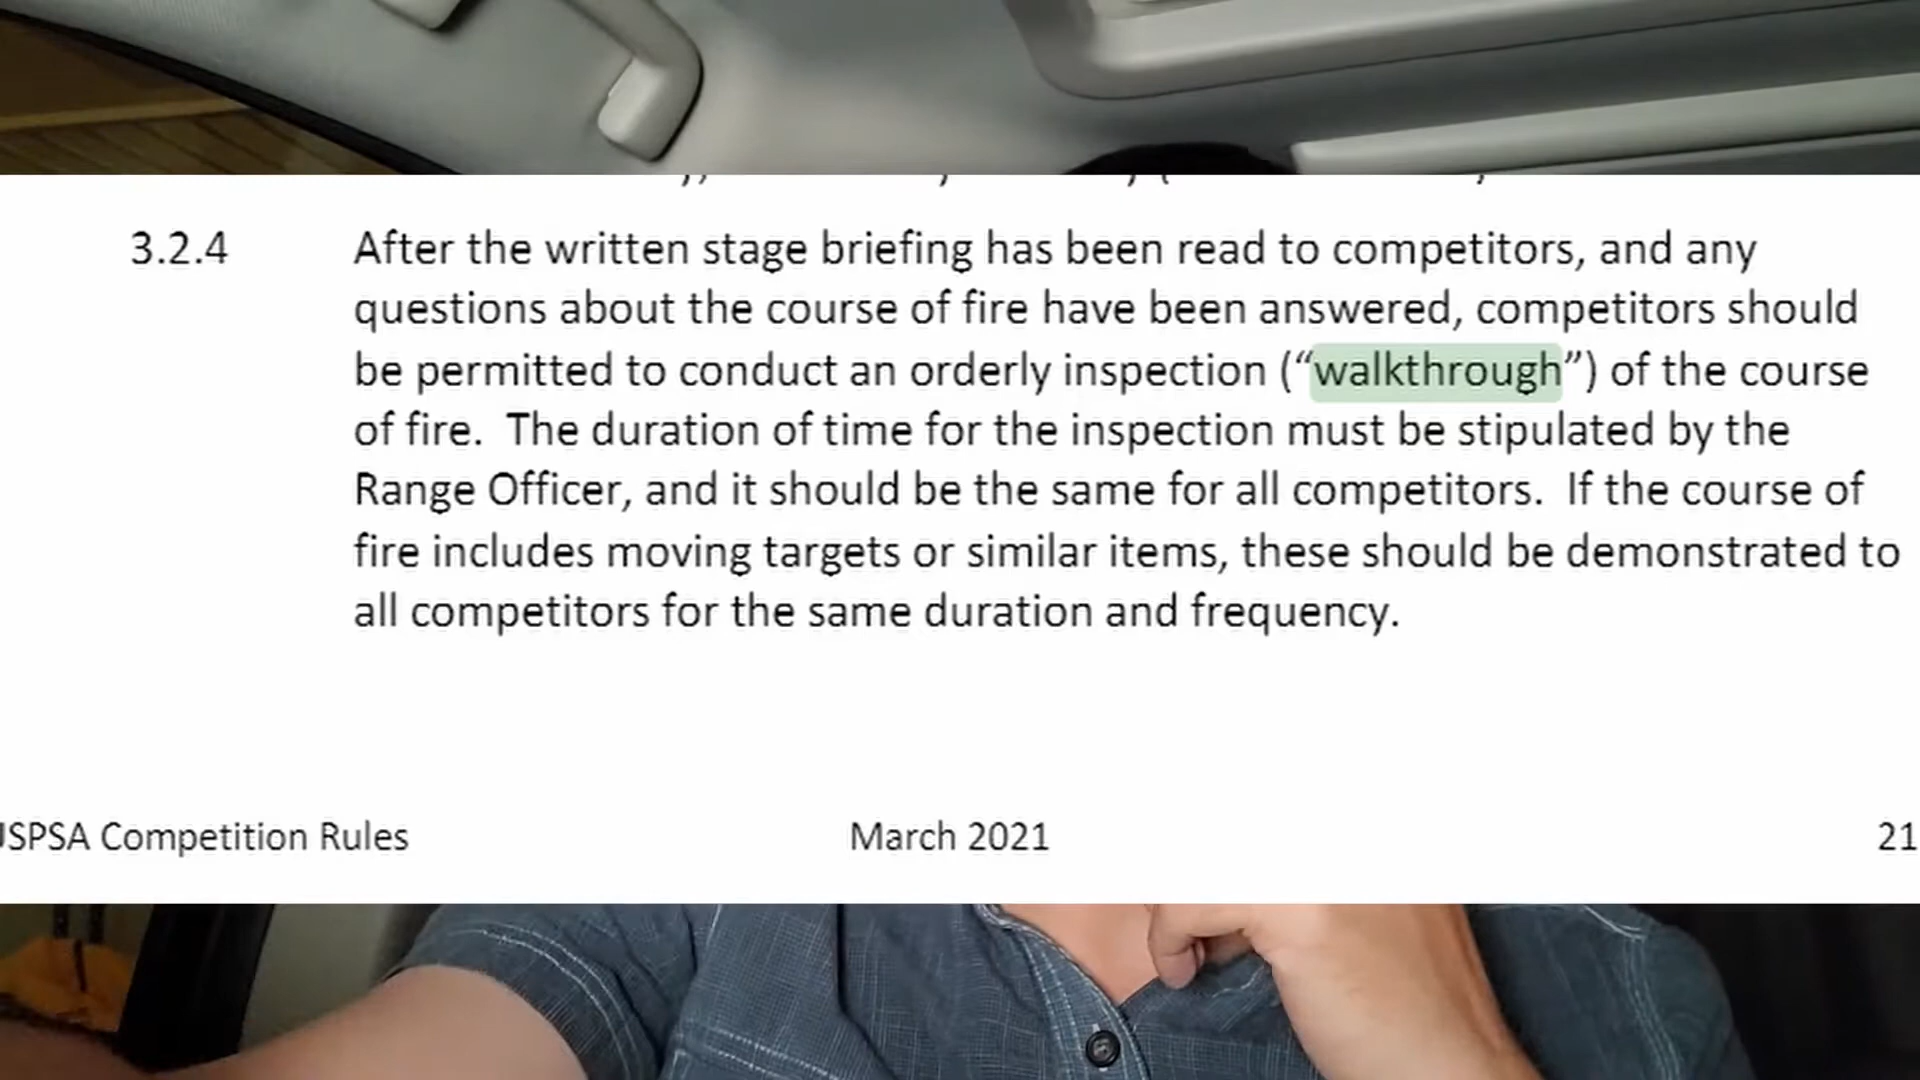 3.2.4 After the written stage briefing has been read to competitors, and any
questions about the course of fire have been answered, competitors should
be permitted to conduct an orderly inspection (“walkthrough”) of the course
of fire.  The duration of time for the inspection must be stipulated by the
Range Officer, and it should be the same for all competitors.  If the course of
fire includes moving targets or similar items, these should be demonstrated to
all competitors for the same duration and frequency.
JSPSA Competition Rules March 2021 21